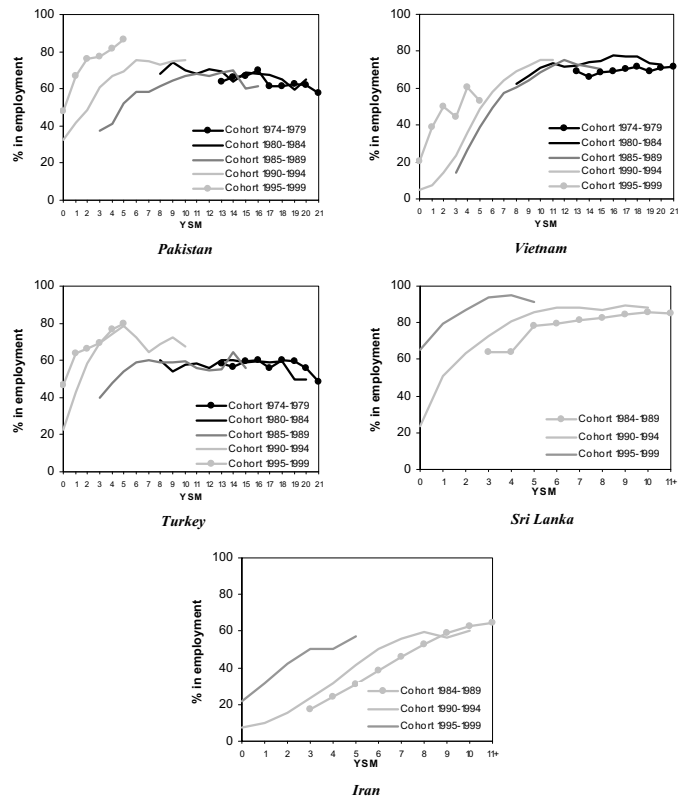 % in employment
100
80
60
40
20
0
Cohort 1974-1979
Cohort 1980-1984
Cohort 1985-1989
Cohort 1990-1994
Cohort 1995-1999
0 1 2 3 4 5 6 7 8 9 10 11 12 13 14 15 16 17 18 19 20 21
YSM
Pakistan
% in employment
100
80
60
40
20
0
Cohort 1974-1979
Cohort 1980-1984
Cohort 1985-1989
Cohort 1990-1994
Cohort 1995-1999
0 1 2 3 4 5 6 7 8 9 10 11 12 13 14 15 16 17 18 19 20 21
YSM
Vietnam
% in employment
100
80
60
40
20
0
Cohort 1974-1979
Cohort 1980-1984
Cohort 1985-1989
Cohort 1990-1994
Cohort 1995-1999
0 1 2 3 4 5 6 7 8 9 10 11 12 13 14 15 16 17 18 19 20 21
YSM
Turkey
% in employment
100
80
60
40
20
0
Cohort 1984-1989
Cohort 1990-1994
Cohort 1995-1999
0 1 2 3 4 5 6 7 8 9 10 11+
YSM
Sri Lanka
% in employment
100
80
60
40
20
0
Cohort 1984-1989
Cohort 1990-1994
Cohort 1995-1999
0 1 2 3 4 5 6 7 8 9 10 11+
YSM
Iran